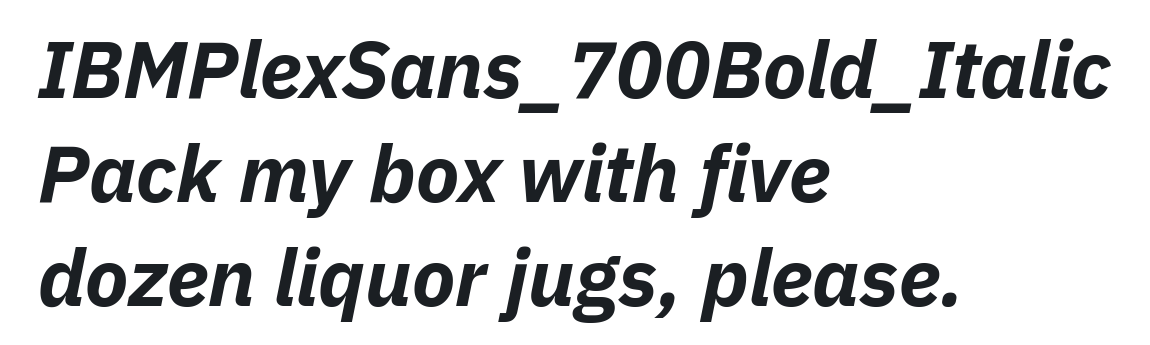 IBMPlexSans_700Bold_Italic
Pack my box with five
dozen liquor jugs, please.